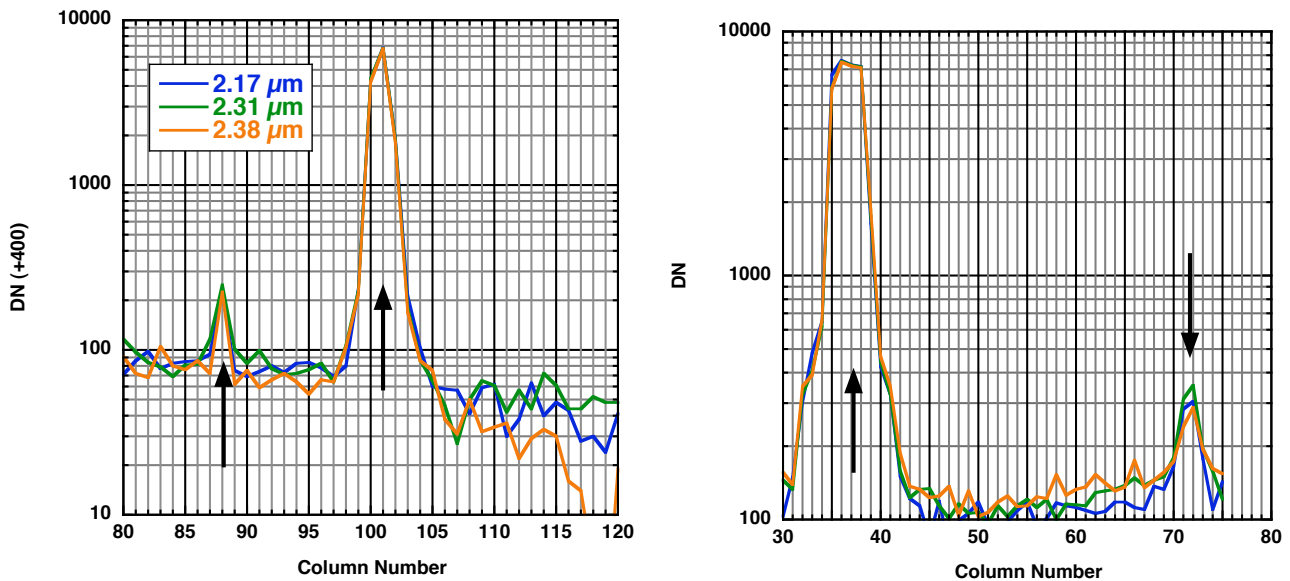 10000
1000
100
10
DN (+400)
2.17 µm
2.31 µm
2.38 µm
80 85 90 95 100 105 110 115 120
Column Number
10000
1000
100
DN
30 40 50 60 70 80
Column Number